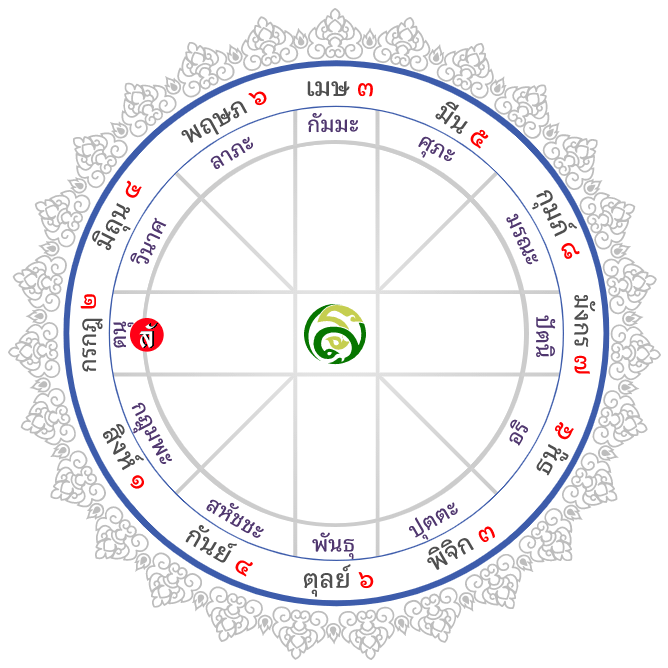 เมษ ๓
พฤษภ ๖
มิถุน ๔
กรกฎ ๒
สิงห์ ๑
กันย์ ๔
ตุลย์ ๖
พิจิก ๓
ธนู ๕
มังกร ๗
กุมภ์ ๘
มีน ๕
กัมมะ
ลาภะ
วินาศ
ตนุ
ลั
กฎุมพะ
สหัชชะ
พันธุ
ปุตตะ
อริ
ปัตนิ
มรณะ
ศุภะ